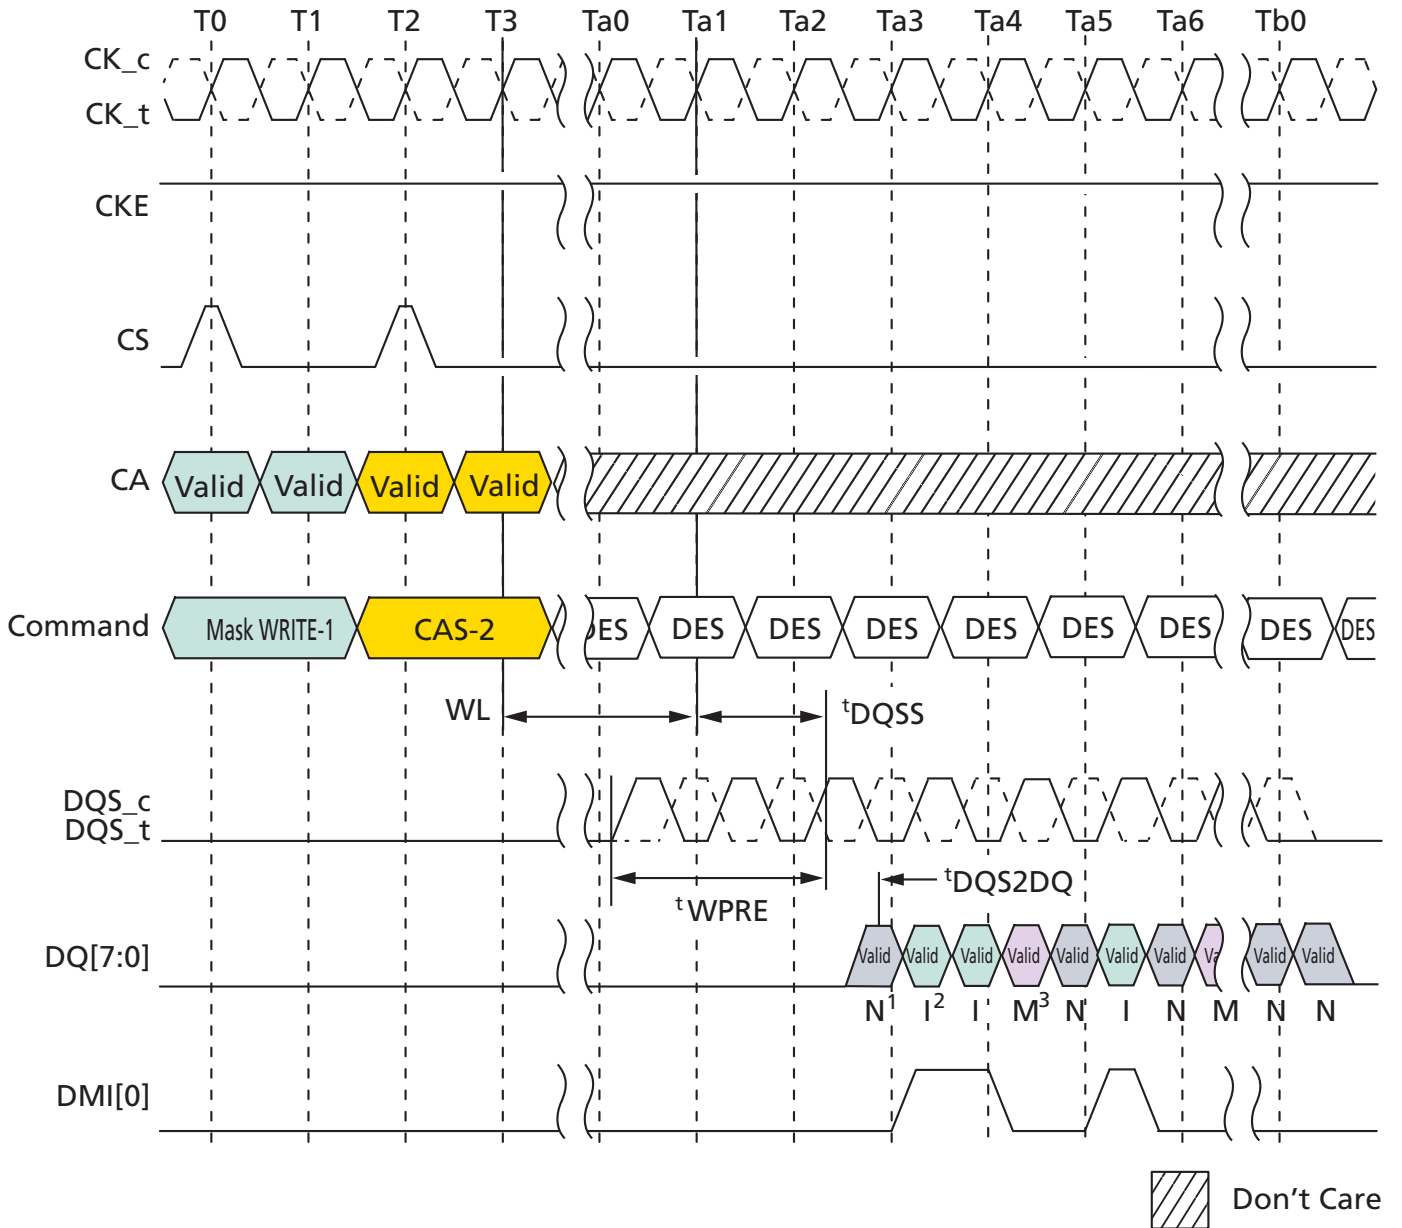 T0 T1 T2 T3 Ta0 Ta1 Ta2 Ta3 Ta4 Ta5 Ta6 Tb0
CK_c
CK_t
CKE
CS
CA Valid Valid Valid Valid
Command Mask WRITE-1 CAS-2 DES DES DES DES DES DES DES DES DES
WL tDQSS
DQS_c
DQS_t
tDQS2DQ
tWPRE
DQ[7:0] Valid Valid Valid Valid Valid Valid Valid Va Valid Valid
N1 I2 I M3 N I N M N N
DMI[0]
Don't Care